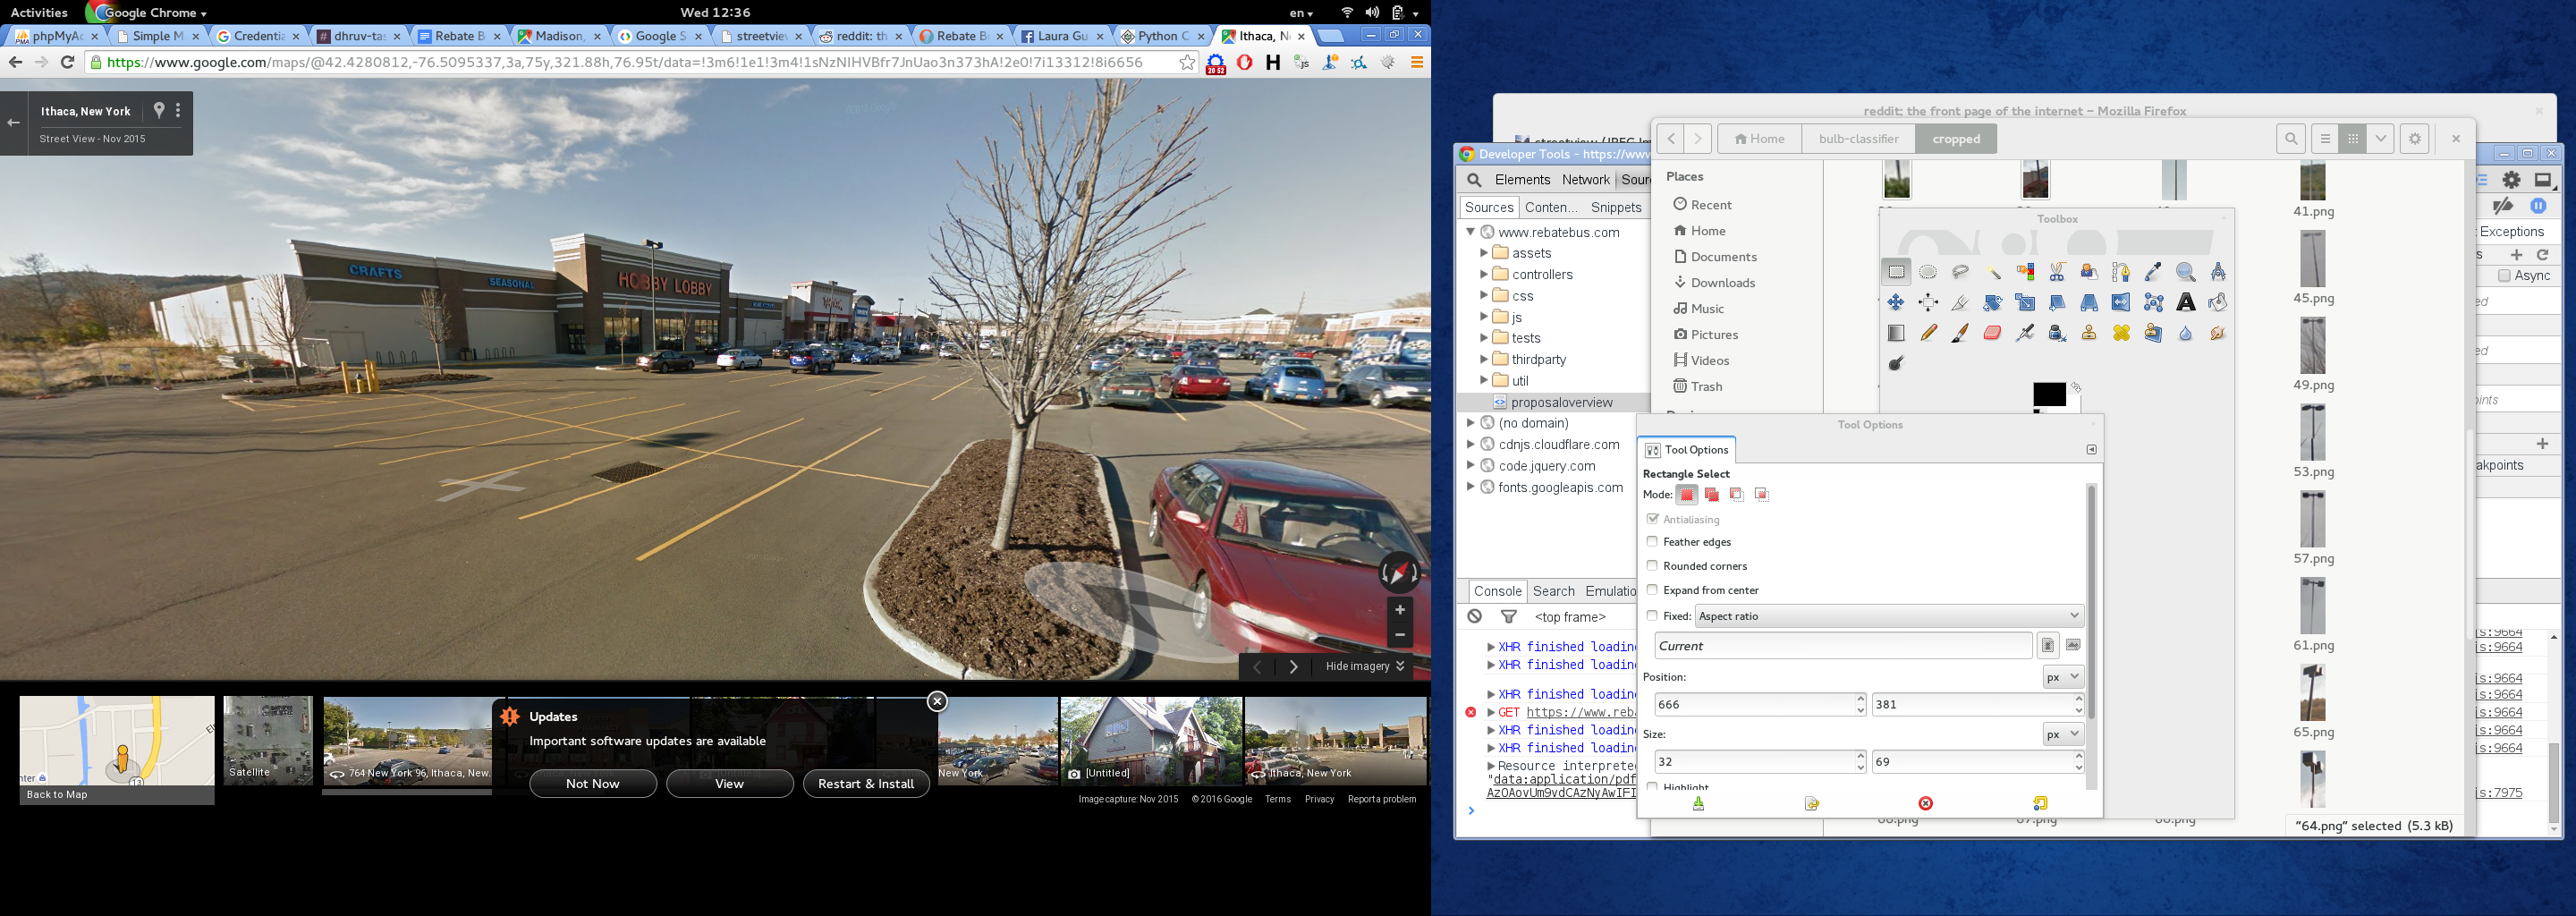 Activities
Google Chrome
Wed 12:36
en
phpMyAc
Simple M
Credentia
dhruv-tas
Rebate B
Madison,
Google S
streetview
reddit: th
Rebate Bu
Laura Gu
Python C
Ithaca, N
https://www.google.com/maps/@42.4280812,-76.5095337,3a,75y,321.88h,76.95t/data=!3m6!1e1!3m4!1sNzNIHVBfr7JnUao3n373hA!2e0!7i13312!8i6656
20 52
Ithaca, New York
Street View - Nov 2015
CRAFTS
SEASONAL
HOBBY LOBBY
Hide imagery
Back to Map
Satellite
764 New York 96, Ithaca, New
Updates
Important software updates are available
Not Now
View
Restart & Install
New York
[Untitled]
Ithaca, New York
Image capture: Nov 2015 © 2016 Google Terms Privacy Report a problem
reddit: the front page of the internet – Mozilla Firefox
Developer Tools - https://www
Elements Network Sour
Sources Conten... Snippets
www.rebatebus.com
assets
controllers
css
js
tests
thirdparty
util
proposaloverview
(no domain)
cdnjs.cloudflare.com
code.jquery.com
fonts.googleapis.com
Console Search Emulatio
<top frame>
XHR finished loading
XHR finished loading
XHR finished loading
GET https://www.reb
XHR finished loading
XHR finished loading
Resource interprete
"data:application/pdf
AzOAovUm9vdCAzNyAwIFI
Home
bulb-classifier
cropped
Places
Recent
Home
Documents
Downloads
Music
Pictures
Videos
Trash
41.png
45.png
49.png
53.png
57.png
61.png
65.png
"64.png" selected (5.3 kB)
Toolbox
Tool Options
Tool Options
Rectangle Select
Mode:
Antialiasing
Feather edges
Rounded corners
Expand from center
Fixed: Aspect ratio
Current
Position:
px
666
381
Size:
px
32
69
Highlight
Exceptions
Async
akpoints
js:9664
js:9664
js:9664
js:9664
js:9664
js:9664
js:9664
js:7975